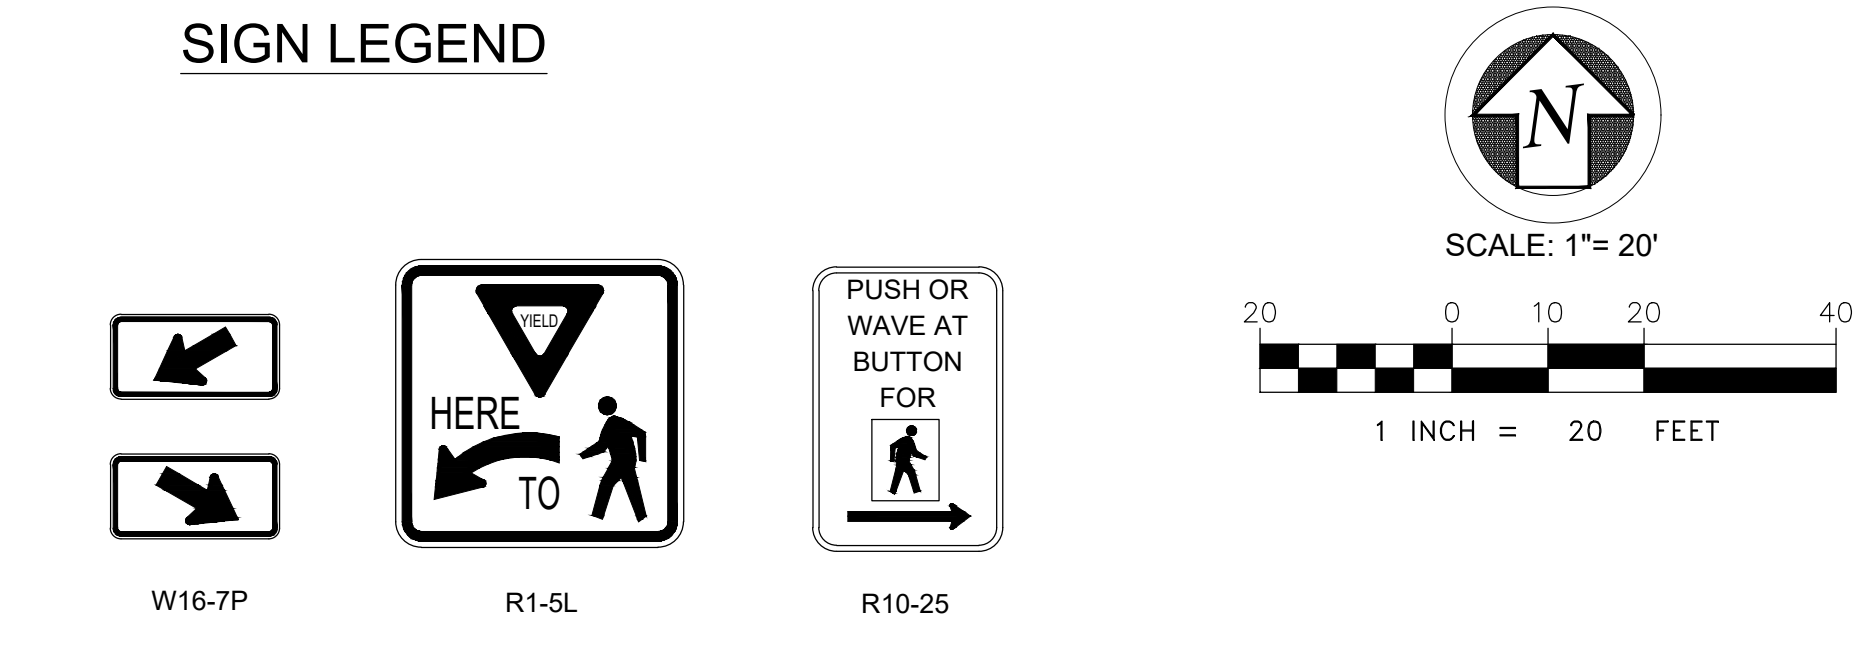 SIGN LEGEND
YIELD
HERE
TO
PUSH OR
WAVE AT
BUTTON
FOR
W16-7P
R1-5L
R10-25
N
SCALE: 1"= 20'
20 0 10 20 40
1 INCH = 20 FEET